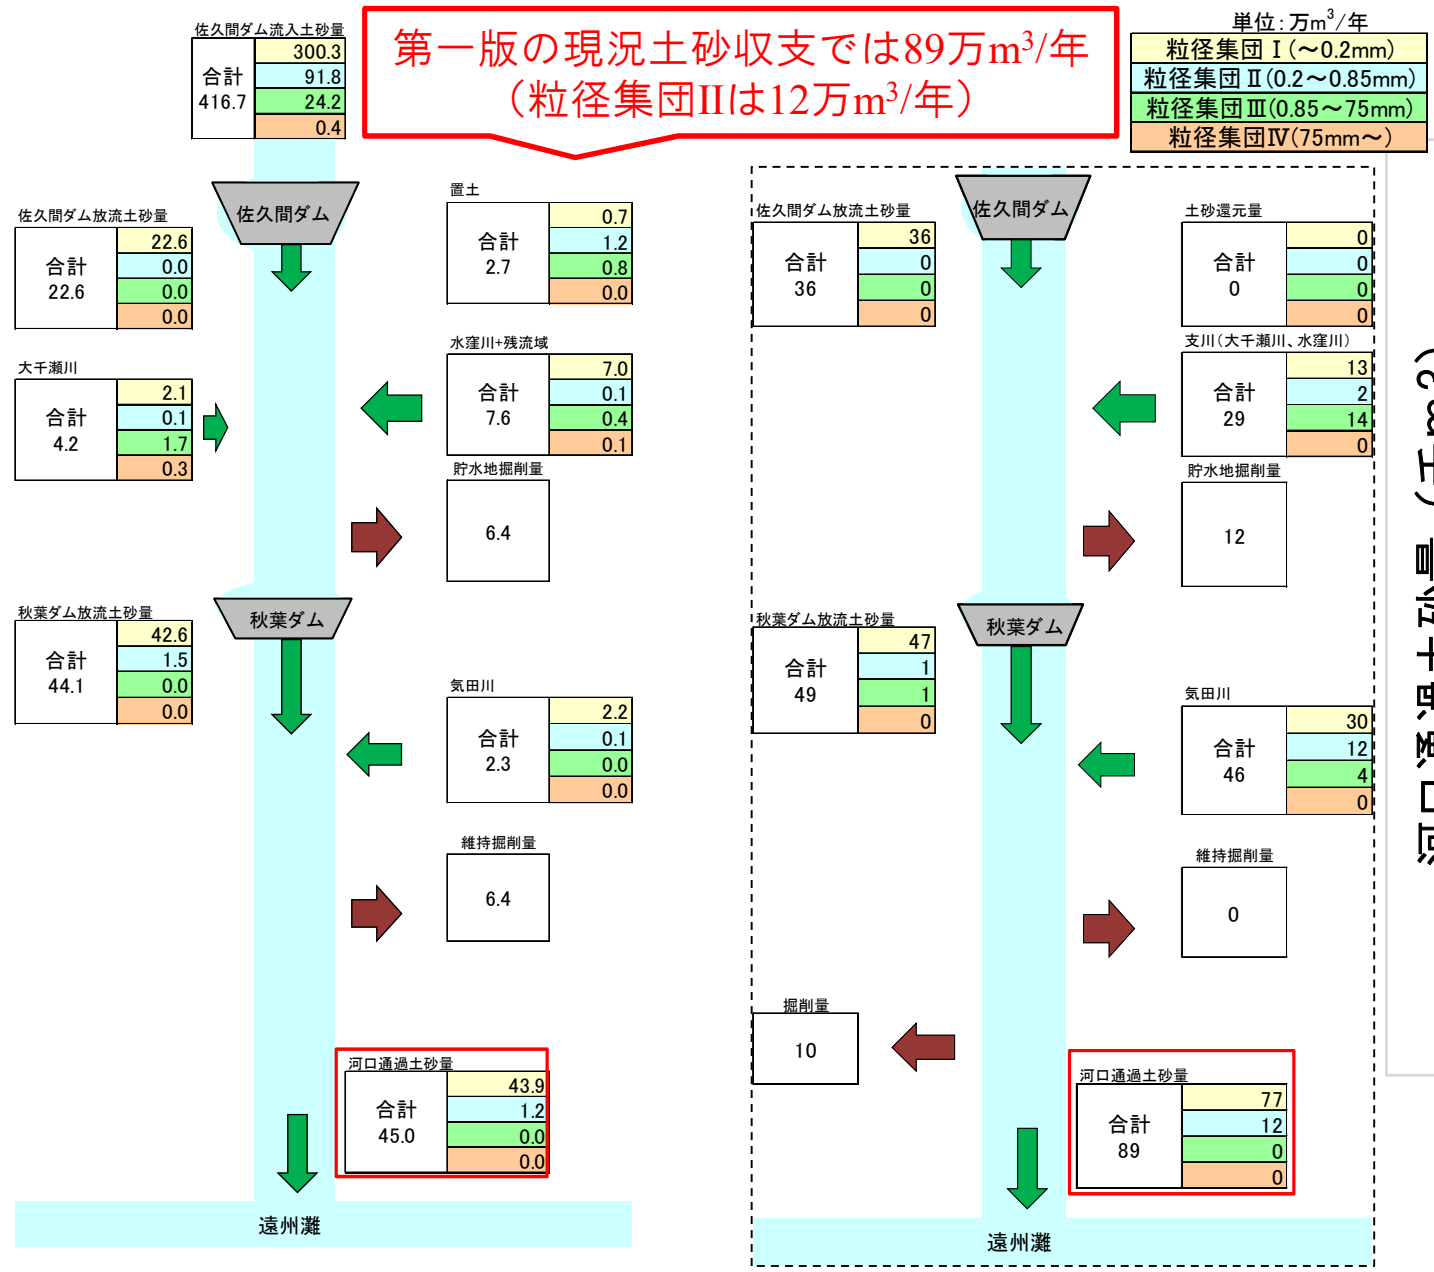 佐久間ダム流入土砂量
合計
416.7
300.3
91.8
24.2
0.4
第一版の現況土砂収支では89万m³/年
(粒径集団IIは12万m³/年)
単位:万m³/年
粒径集団Ⅰ(~0.2mm)
粒径集団Ⅱ(0.2~0.85mm)
粒径集団Ⅲ(0.85~75mm)
粒径集団Ⅳ(75mm~)
佐久間ダム
佐久間ダム放流土砂量
合計
22.6
22.6
0.0
0.0
0.0
置土
合計
2.7
0.7
1.2
0.8
0.0
大千瀬川
合計
4.2
2.1
0.1
1.7
0.3
水窪川+残流域
合計
7.6
7.0
0.1
0.4
0.1
貯水地掘削量
6.4
秋葉ダム
秋葉ダム放流土砂量
合計
44.1
42.6
1.5
0.0
0.0
気田川
合計
2.3
2.2
0.1
0.0
0.0
維持掘削量
6.4
河口通過土砂量
合計
45.0
43.9
1.2
0.0
0.0
遠州灘
佐久間ダム
佐久間ダム放流土砂量
合計
36
36
0
0
0
土砂還元量
合計
0
0
0
0
0
支川(大千瀬川、水窪川)
合計
29
13
2
14
0
貯水地掘削量
12
秋葉ダム
秋葉ダム放流土砂量
合計
49
47
1
1
0
気田川
合計
46
30
12
4
0
維持掘削量
0
掘削量
10
河口通過土砂量
合計
89
77
12
0
0
遠州灘